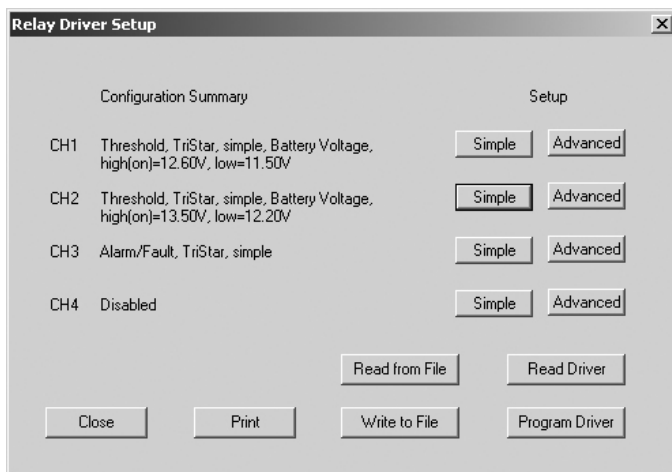 Relay Driver Setup
Configuration Summary Setup
CH1 Threshold, TriStar, simple, Battery Voltage, Simple Advanced
high(on)=12.60V, low=11.50V
CH2 Threshold, TriStar, simple, Battery Voltage, Simple Advanced
high(on)=13.50V, low=12.20V
CH3 Alarm/Fault, TriStar, simple Simple Advanced
CH4 Disabled Simple Advanced
Read from File Read Driver
Close Print Write to File Program Driver